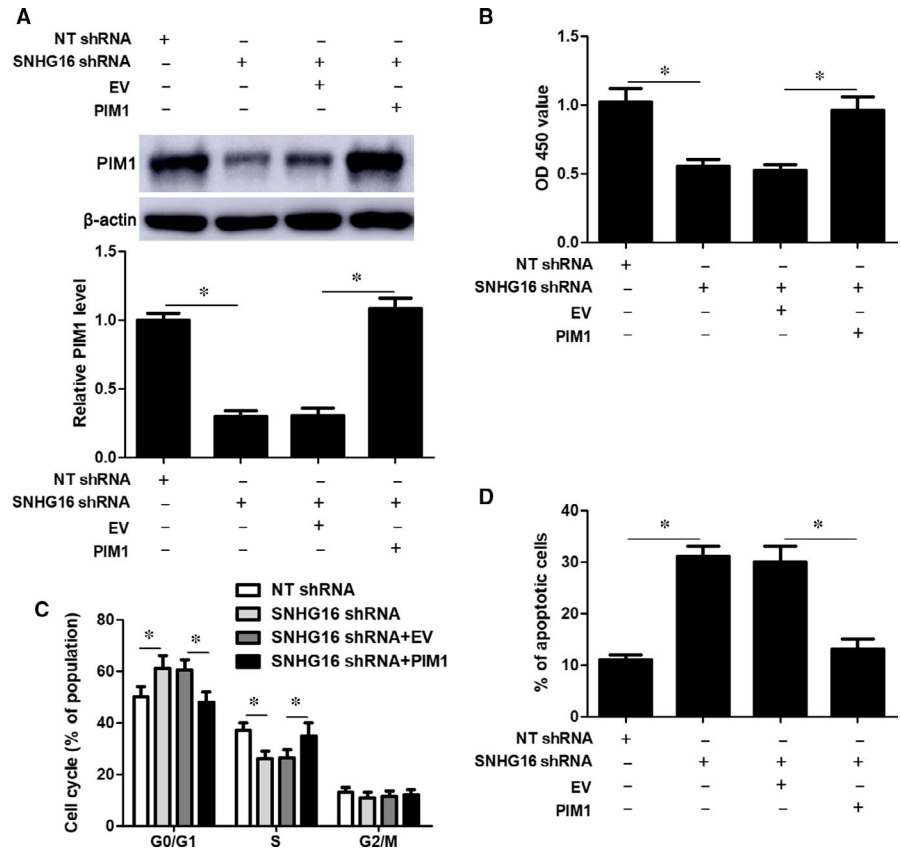 A
NT shRNA + – – –
SNHG16 shRNA – + + +
EV – – + –
PIM1 – – – +
PIM1
β-actin
Relative PIM1 level
1.5
1.0
0.5
0.0
* *
NT shRNA + – – –
SNHG16 shRNA – + + +
EV – – + –
PIM1 – – – +
B
OD 450 value
1.5
1.0
0.5
0.0
* *
NT shRNA + – – –
SNHG16 shRNA – + + +
EV – – + –
PIM1 – – – +
C
NT shRNA
SNHG16 shRNA
SNHG16 shRNA+EV
SNHG16 shRNA+PIM1
Cell cycle (% of population)
80
60
40
20
0
* *
* *
G0/G1 S G2/M
D
% of apoptotic cells
40
30
20
10
0
* *
NT shRNA + – – –
SNHG16 shRNA – + + +
EV – – + –
PIM1 – – – +